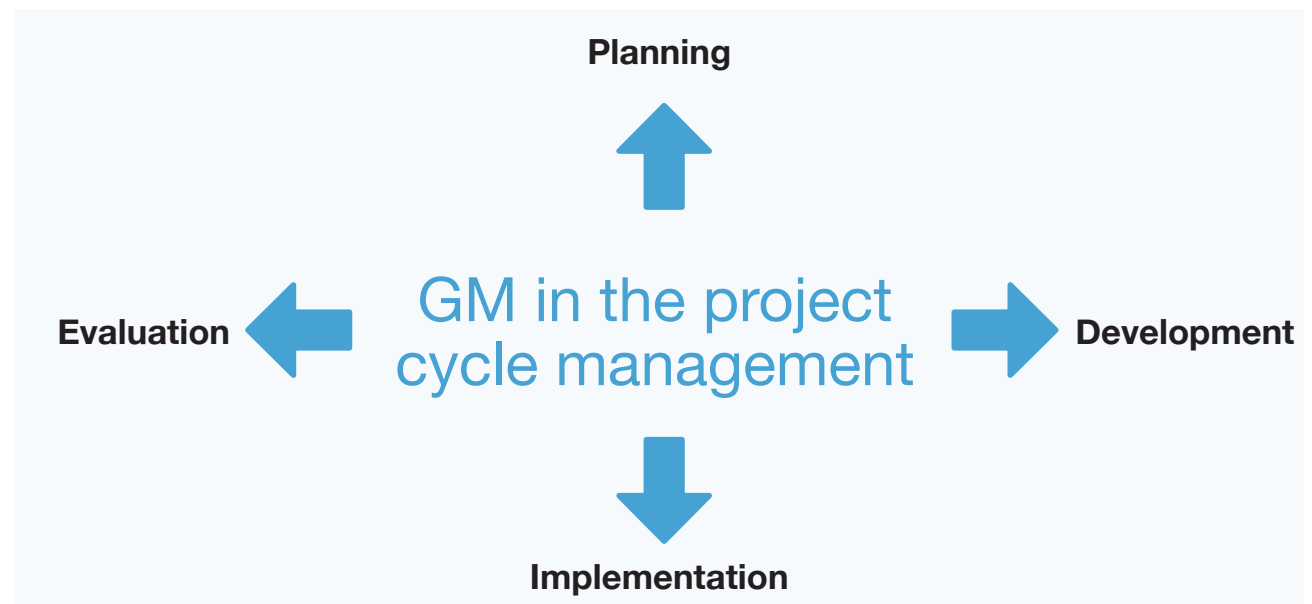 Planning
Evaluation
GM in the project
cycle management
Development
Implementation